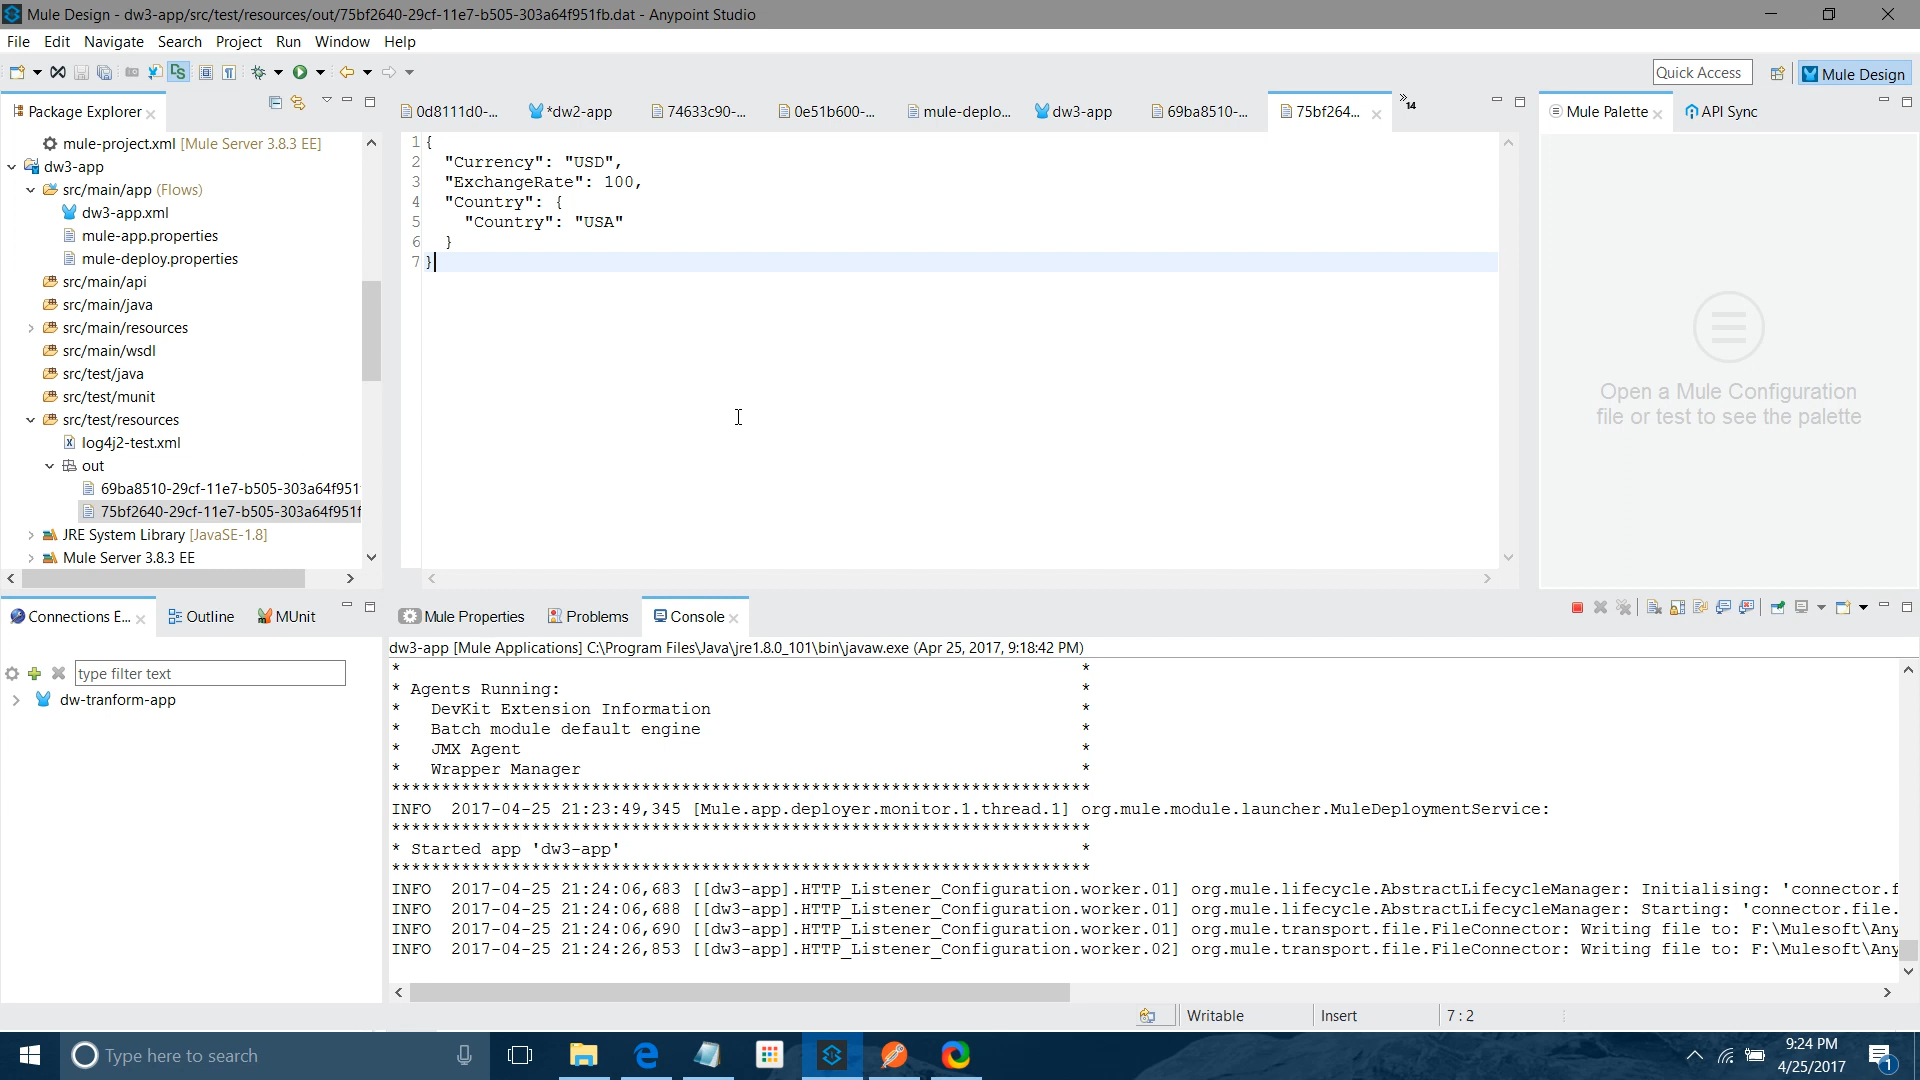 Mule Design - dw3-app/src/test/resources/out/75bf2640-29cf-11e7-b505-303a64f951fb.dat - Anypoint Studio
File Edit Navigate Search Project Run Window Help
Quick Access
Mule Design
Package Explorer
0d8111d0-... *dw2-app 74633c90-... 0e51b600-... mule-deplo... dw3-app 69ba8510-... 75bf264... »14
Mule Palette API Sync
mule-project.xml [Mule Server 3.8.3 EE]
dw3-app
src/main/app (Flows)
dw3-app.xml
mule-app.properties
mule-deploy.properties
src/main/api
src/main/java
src/main/resources
src/main/wsdl
src/test/java
src/test/munit
src/test/resources
log4j2-test.xml
out
69ba8510-29cf-11e7-b505-303a64f951
75bf2640-29cf-11e7-b505-303a64f951f
JRE System Library [JavaSE-1.8]
Mule Server 3.8.3 EE
1 {
2 "Currency": "USD",
3 "ExchangeRate": 100,
4 "Country": {
5 "Country": "USA"
6 }
7 }
Open a Mule Configuration
file or test to see the palette
Connections E... Outline MUnit
type filter text
dw-tranform-app
Mule Properties Problems Console
dw3-app [Mule Applications] C:\Program Files\Java\jre1.8.0_101\bin\javaw.exe (Apr 25, 2017, 9:18:42 PM)
* *
* Agents Running: *
* DevKit Extension Information *
* Batch module default engine *
* JMX Agent *
* Wrapper Manager *
**********************************************************************
INFO 2017-04-25 21:23:49,345 [Mule.app.deployer.monitor.1.thread.1] org.mule.module.launcher.MuleDeploymentService:
**********************************************************************
* Started app 'dw3-app' *
**********************************************************************
INFO 2017-04-25 21:24:06,683 [[dw3-app].HTTP_Listener_Configuration.worker.01] org.mule.lifecycle.AbstractLifecycleManager: Initialising: 'connector.f
INFO 2017-04-25 21:24:06,688 [[dw3-app].HTTP_Listener_Configuration.worker.01] org.mule.lifecycle.AbstractLifecycleManager: Starting: 'connector.file.
INFO 2017-04-25 21:24:06,690 [[dw3-app].HTTP_Listener_Configuration.worker.01] org.mule.transport.file.FileConnector: Writing file to: F:\Mulesoft\Any
INFO 2017-04-25 21:24:26,853 [[dw3-app].HTTP_Listener_Configuration.worker.02] org.mule.transport.file.FileConnector: Writing file to: F:\Mulesoft\Any
Writable Insert 7 : 2
Type here to search
9:24 PM
4/25/2017
1